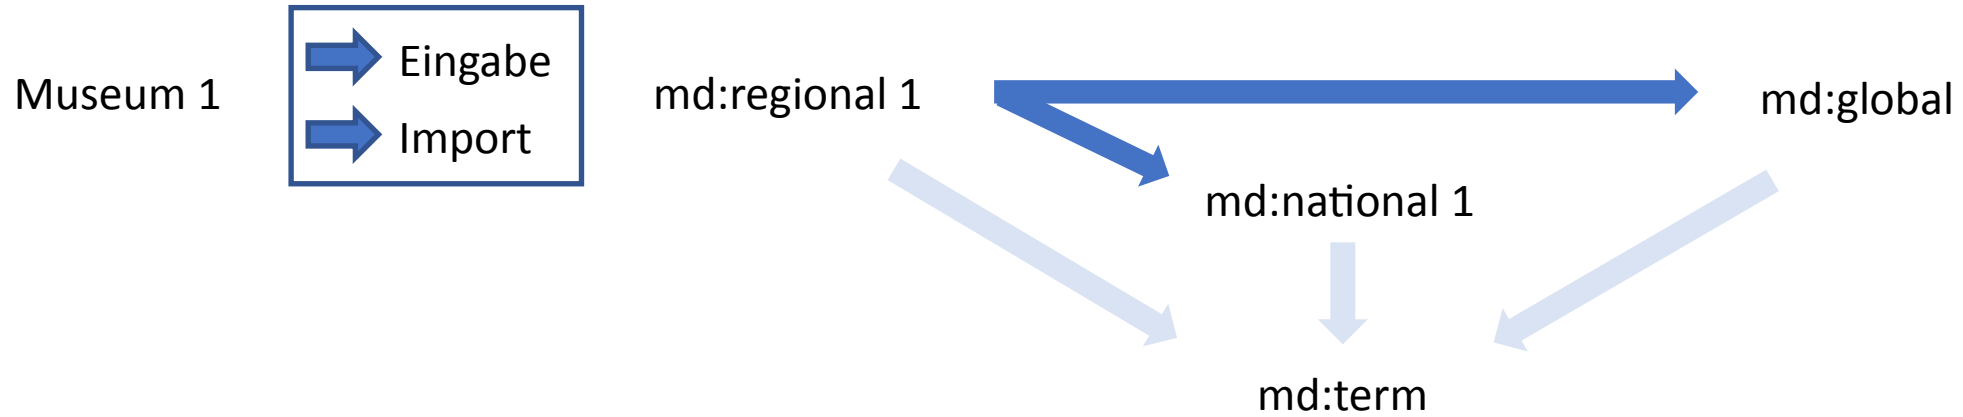 Museum 1
Eingabe
Import
md:regional 1
md:global
md:national 1
md:term